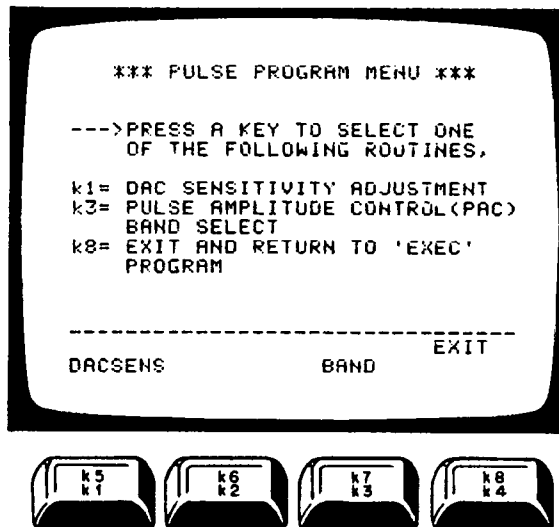 *** PULSE PROGRAM MENU ***
--->PRESS A KEY TO SELECT ONE
OF THE FOLLOWING ROUTINES,
k1= DAC SENSITIVITY ADJUSTMENT
k3= PULSE AMPLITUDE CONTROL(PAC)
BAND SELECT
k8= EXIT AND RETURN TO 'EXEC'
PROGRAM
EXIT
DACSENS BAND
k5 k6 k7 k8
k1 k2 k3 k4